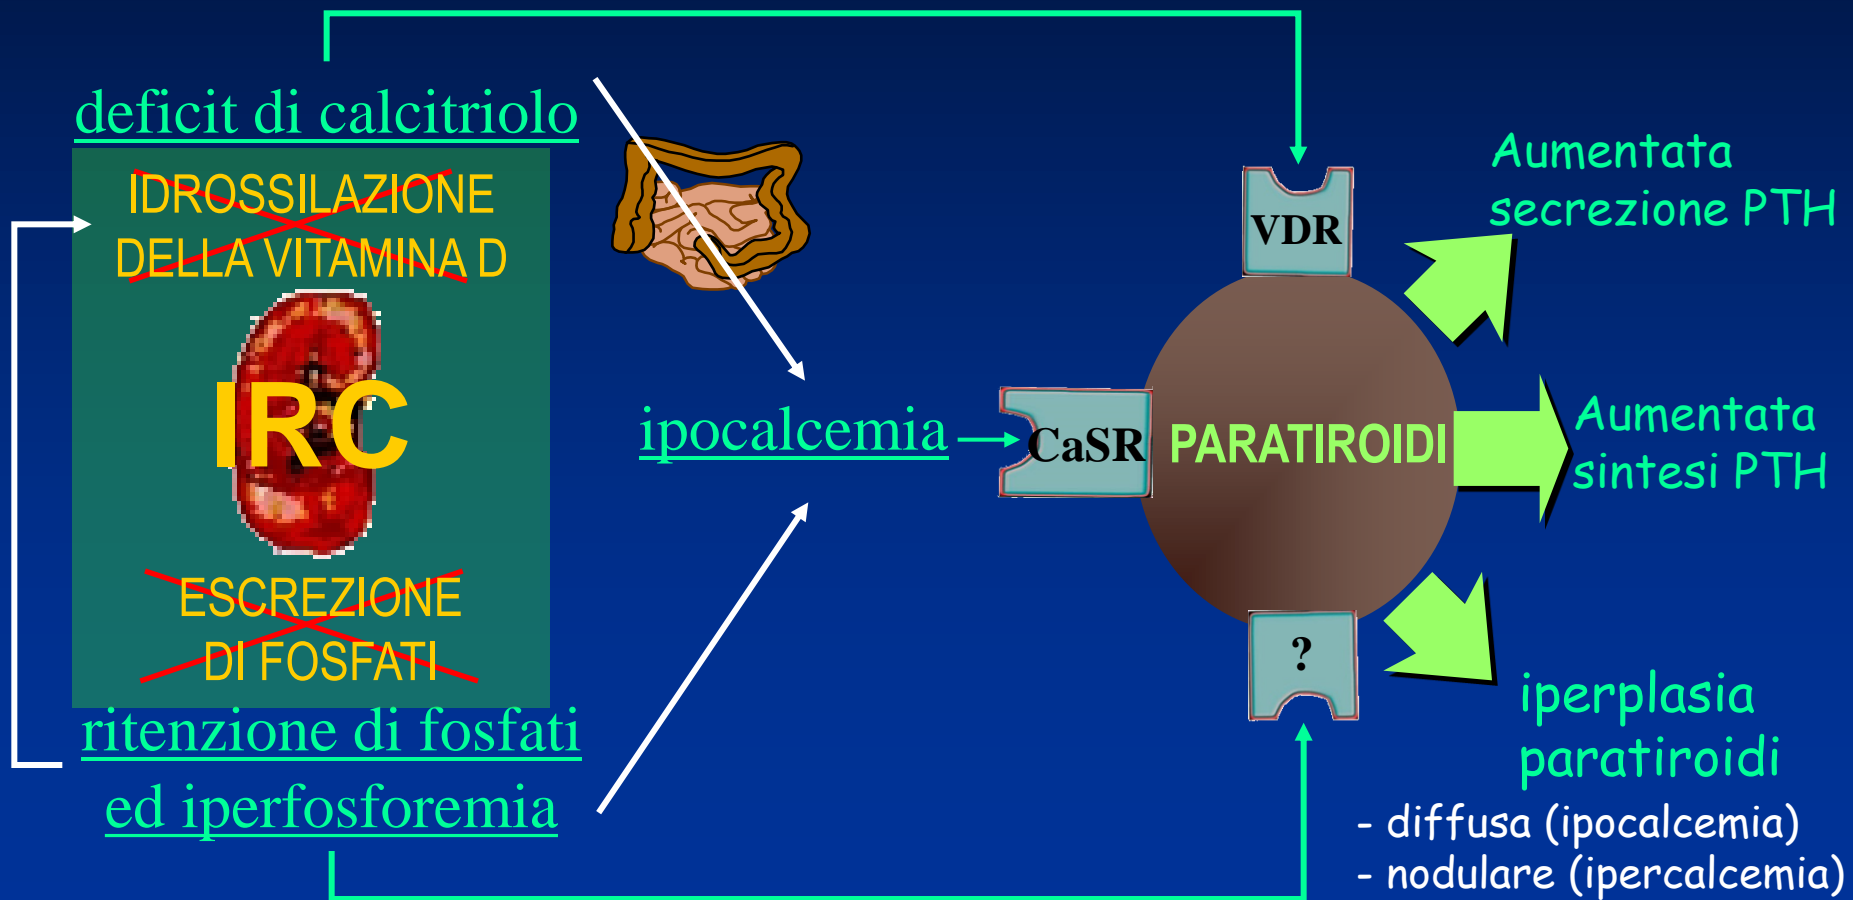 deficit di calcitriolo
IDROSSILAZIONE
DELLA VITAMINA D
IRC
ESCREZIONE
DI FOSFATI
ritenzione di fosfati
ed iperfosforemia
ipocalcemia
VDR
CaSR
PARATIROIDI
?
Aumentata
secrezione PTH
Aumentata
sintesi PTH
iperplasia
paratiroidi
- diffusa (ipocalcemia)
- nodulare (ipercalcemia)